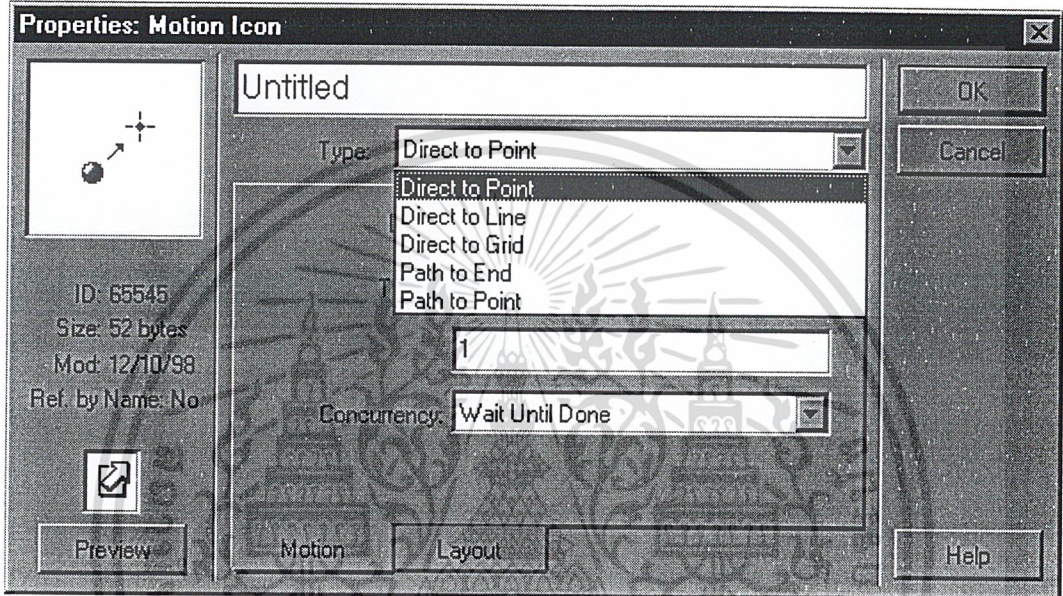 Properties: Motion Icon
Untitled
OK
Type: Direct to Point
Cancel
Direct to Point
Direct to Line
Direct to Grid
Path to End
Path to Point
ID: 65545
Size: 52 bytes
Mod: 12/10/98
Ref. by Name: No
1
Concurrency: Wait Until Done
Preview
Motion
Layout
Help